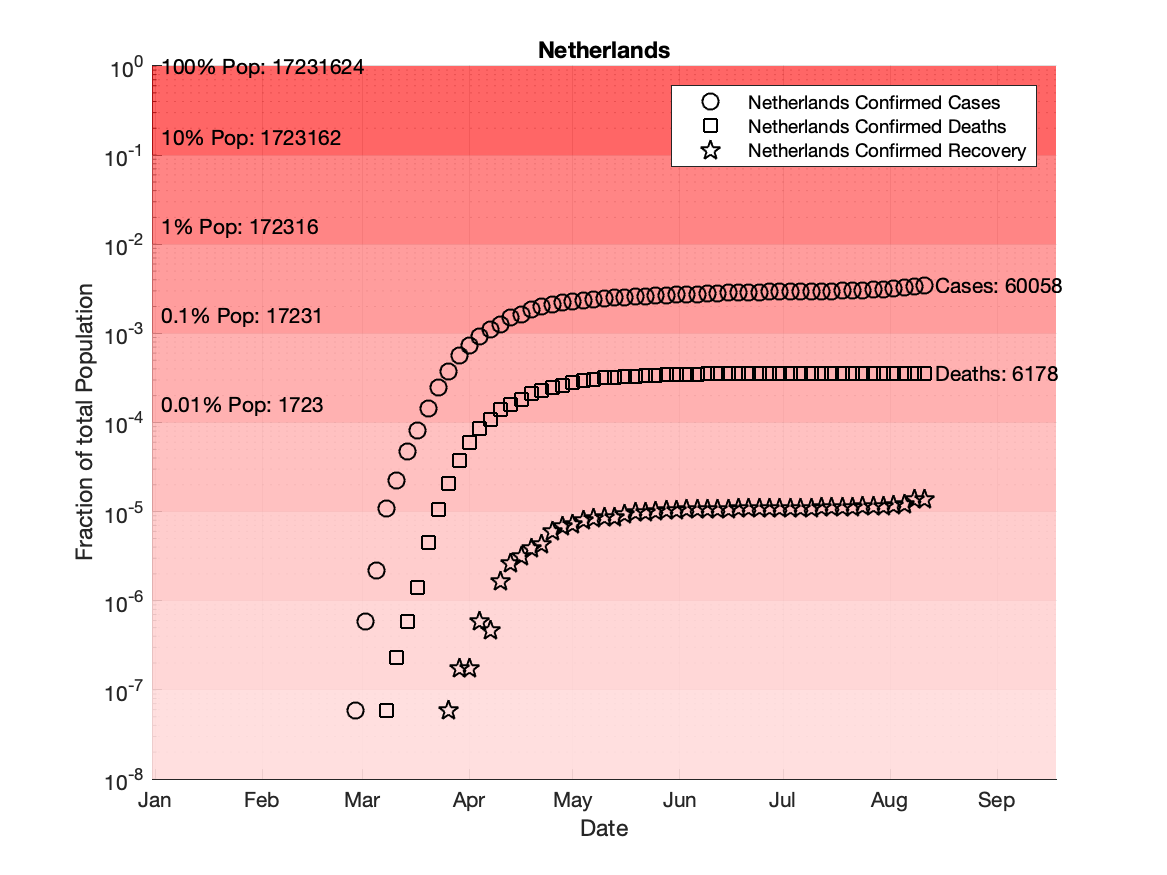 Netherlands
10^0
100% Pop: 17231624
Netherlands Confirmed Cases
Netherlands Confirmed Deaths
Netherlands Confirmed Recovery
10% Pop: 1723162
10^-1
1% Pop: 172316
10^-2
Cases: 60058
0.1% Pop: 17231
10^-3
Deaths: 6178
0.01% Pop: 1723
10^-4
10^-5
10^-6
10^-7
10^-8
Fraction of total Population
Jan Feb Mar Apr May Jun Jul Aug Sep
Date